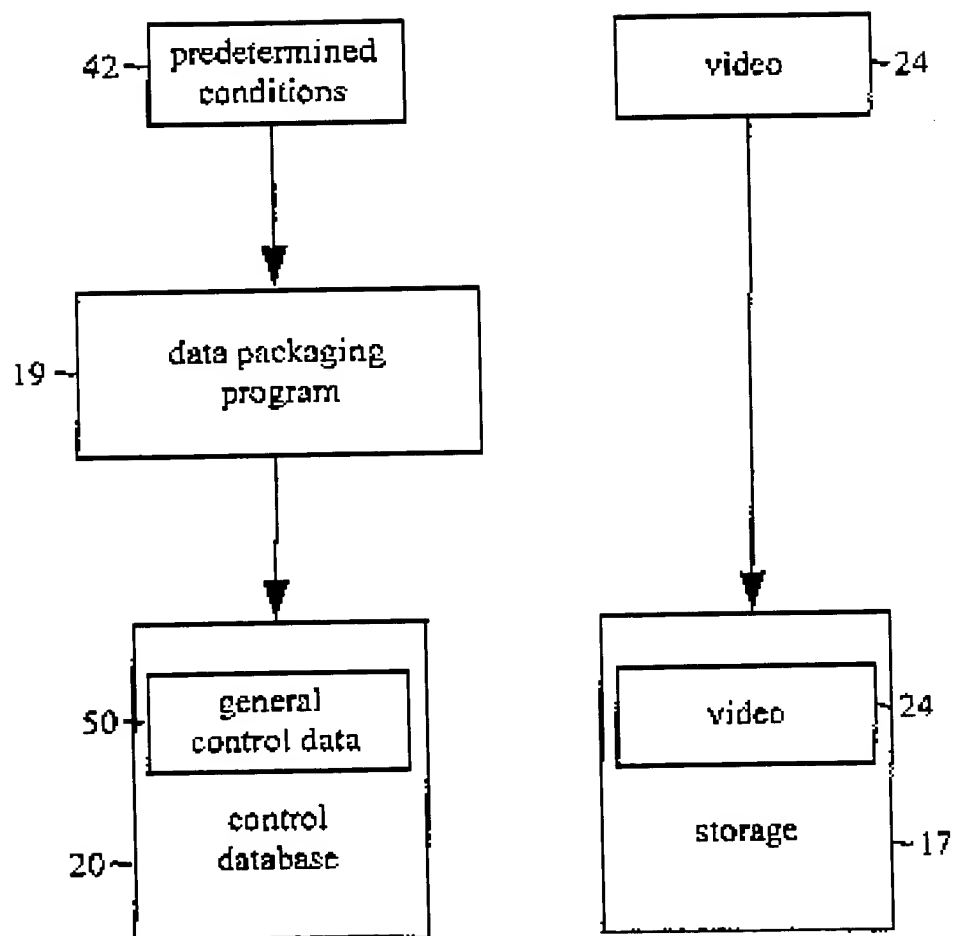 42
predetermined
conditions
video
24
19
data packaging
program
50
general
control data
control
database
20
video
24
storage
17